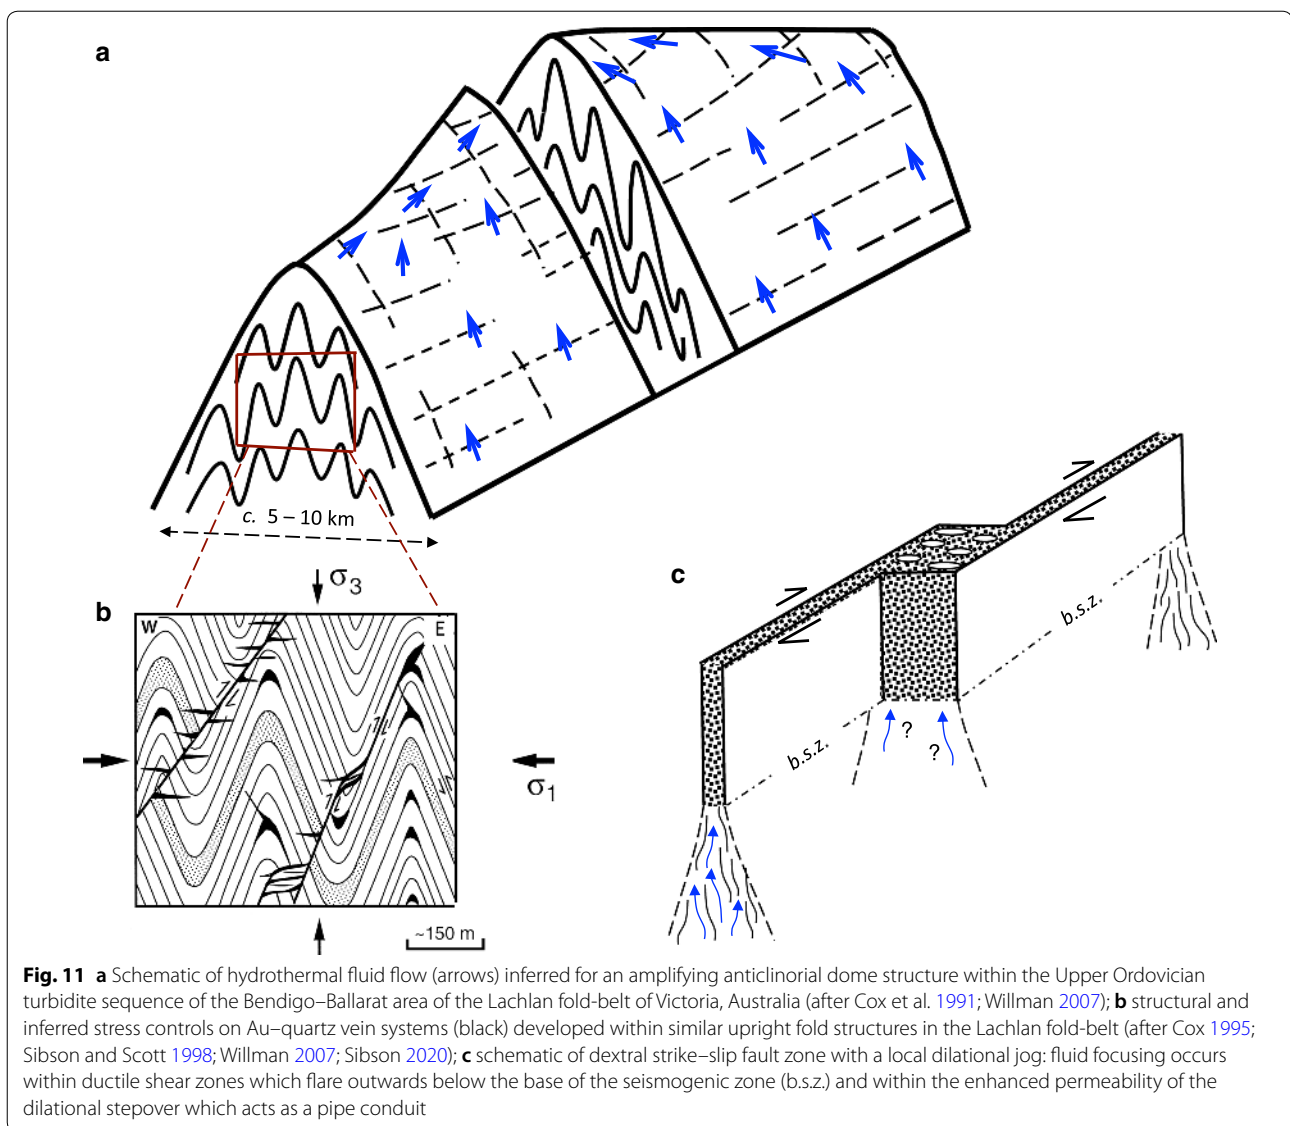 a
c. 5 – 10 km
b
σ3
W
E
σ1
~150 m
c
b.s.z.
b.s.z.
?
?
Fig. 11 a Schematic of hydrothermal fluid flow (arrows) inferred for an amplifying anticlinorial dome structure within the Upper Ordovician
turbidite sequence of the Bendigo–Ballarat area of the Lachlan fold-belt of Victoria, Australia (after Cox et al. 1991; Willman 2007); b structural and
inferred stress controls on Au–quartz vein systems (black) developed within similar upright fold structures in the Lachlan fold-belt (after Cox 1995;
Sibson and Scott 1998; Willman 2007; Sibson 2020); c schematic of dextral strike–slip fault zone with a local dilational jog: fluid focusing occurs
within ductile shear zones which flare outwards below the base of the seismogenic zone (b.s.z.) and within the enhanced permeability of the
dilational stepover which acts as a pipe conduit